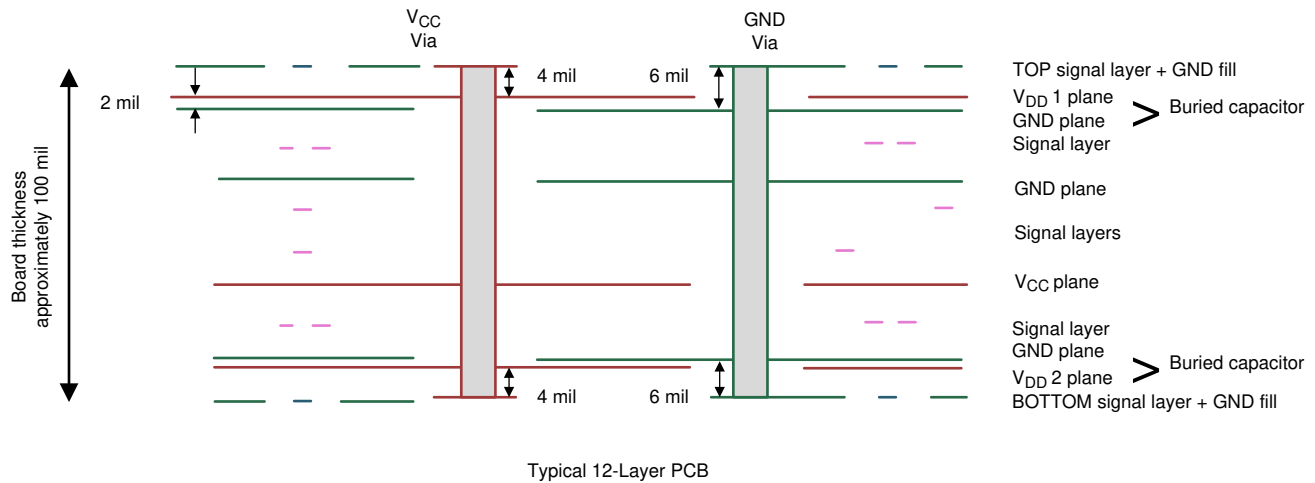 VCC
Via
GND
Via
4 mil
6 mil
2 mil
TOP signal layer + GND fill
VDD 1 plane
GND plane
> Buried capacitor
Signal layer
GND plane
Board thickness
approximately 100 mil
Signal layers
VCC plane
Signal layer
GND plane
VDD 2 plane
> Buried capacitor
4 mil
6 mil
BOTTOM signal layer + GND fill
Typical 12-Layer PCB